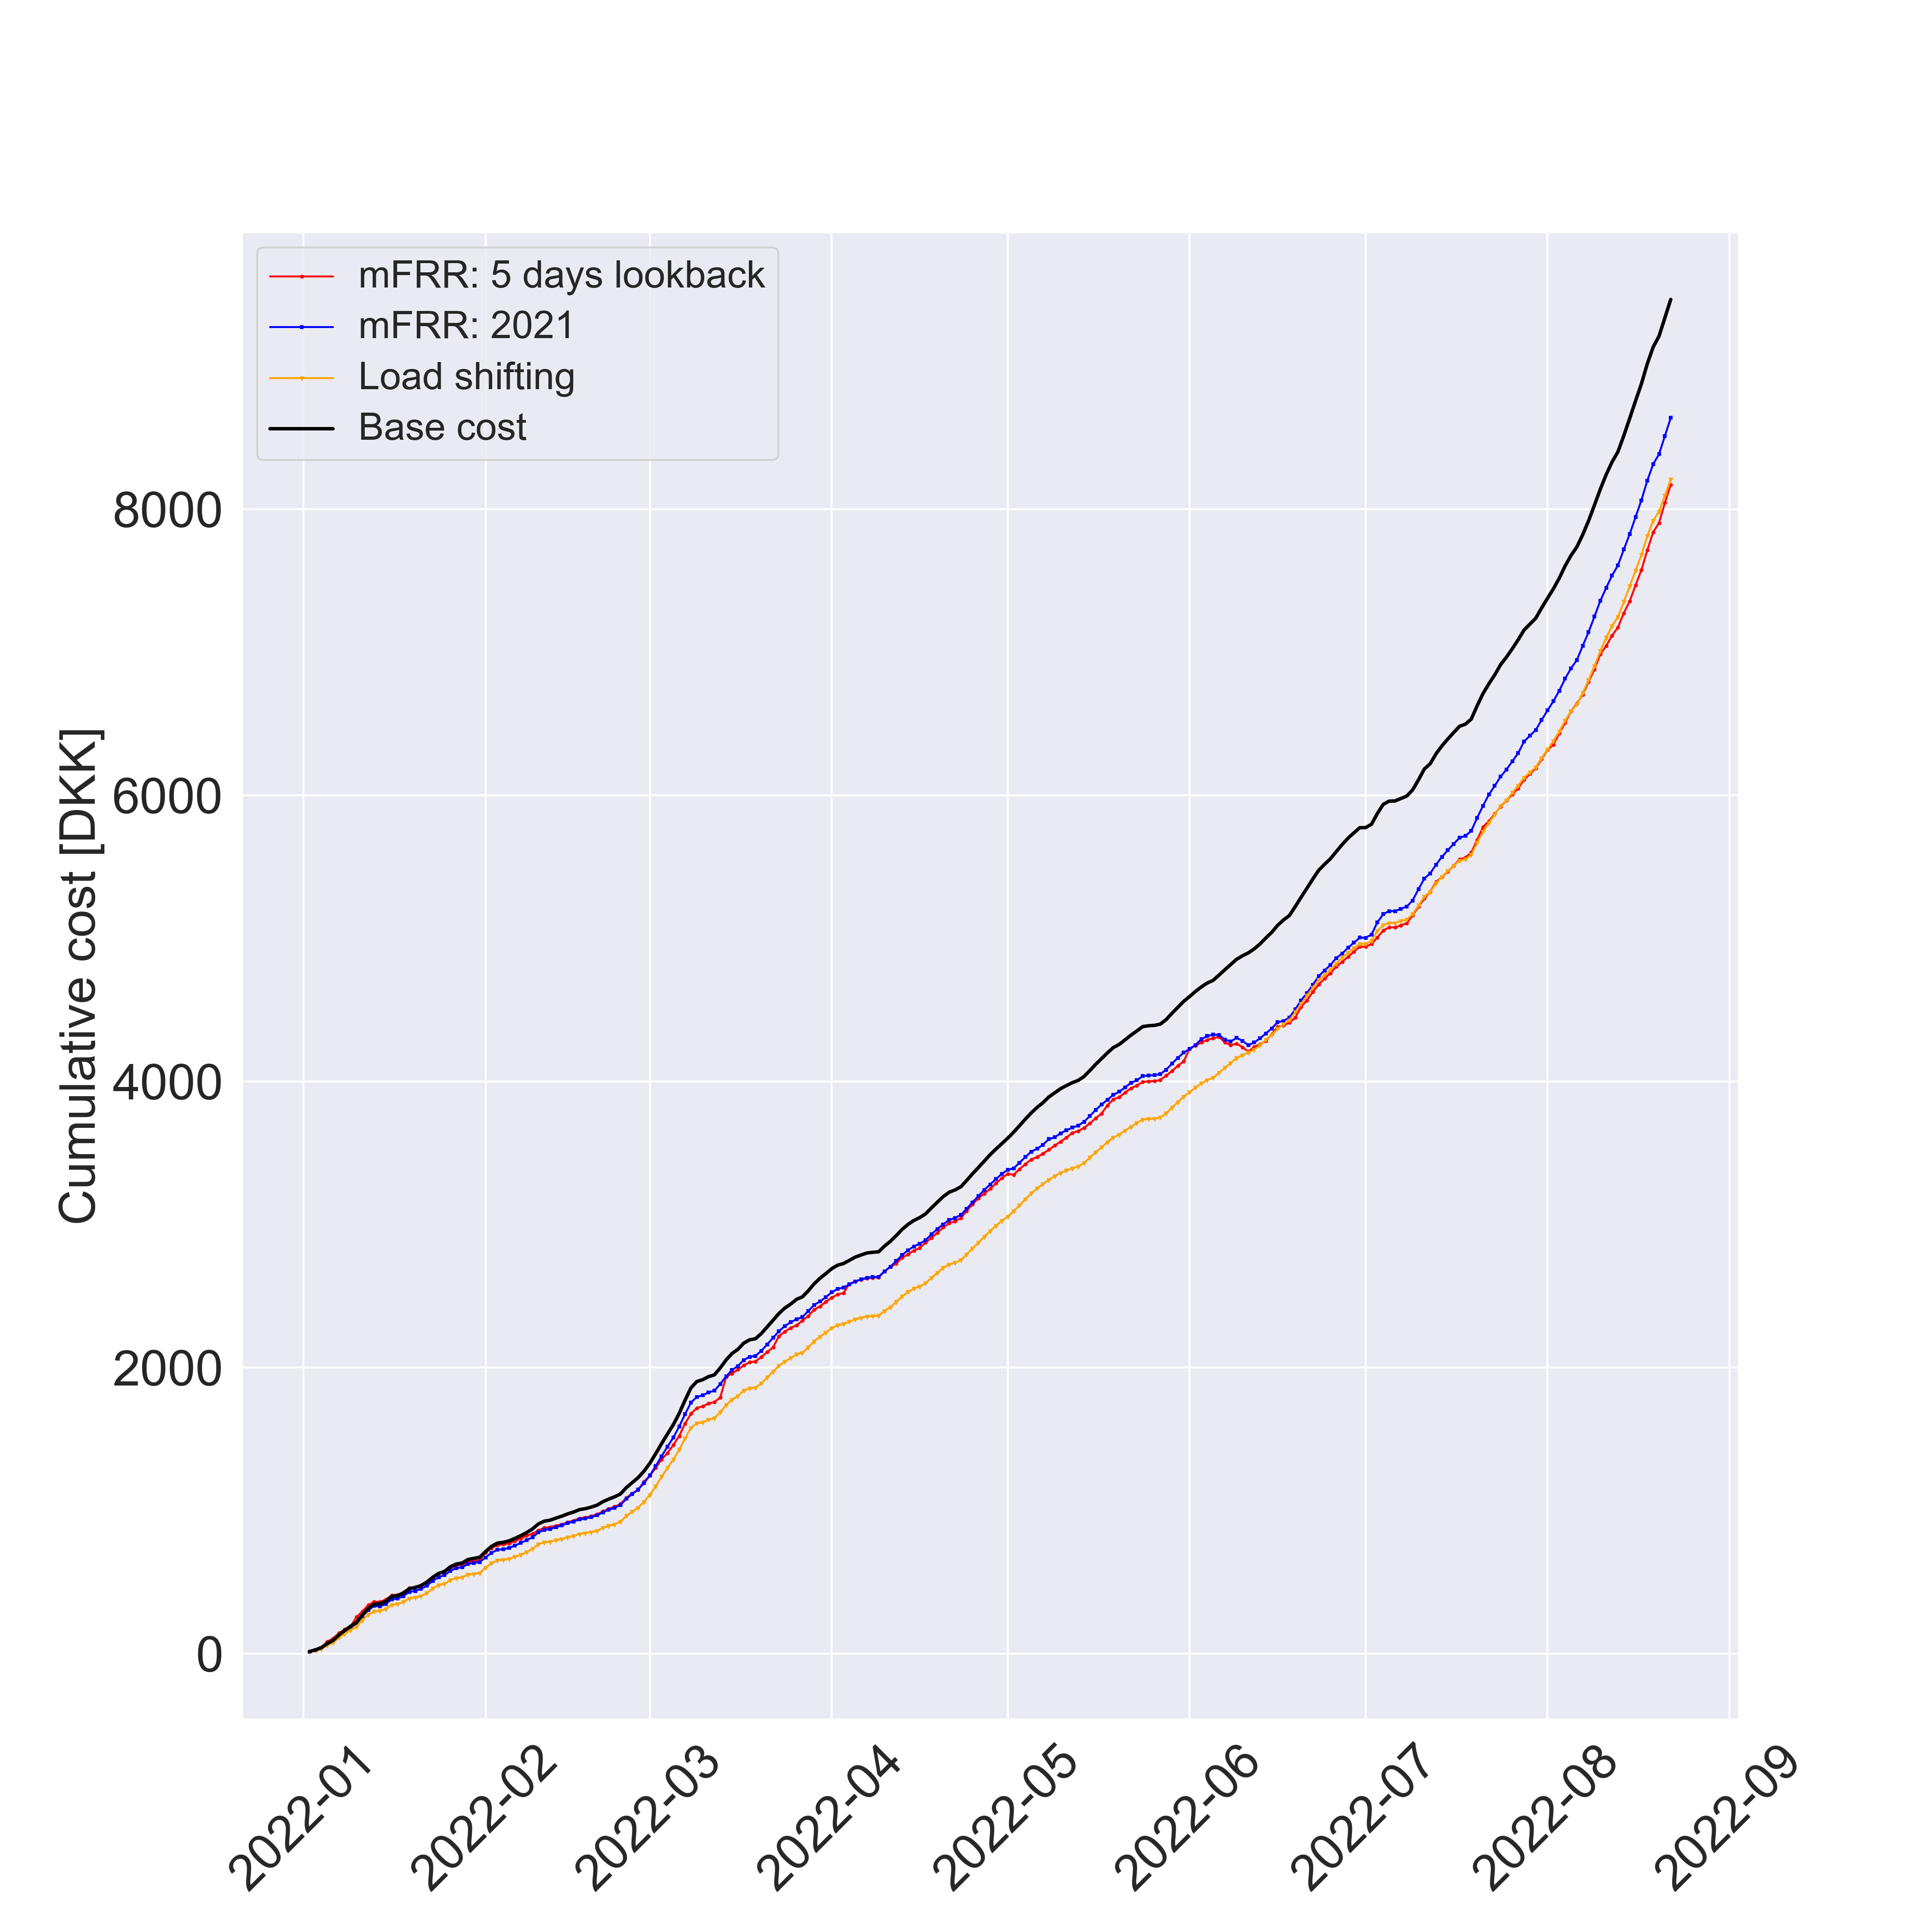 mFRR: 5 days lookback
mFRR: 2021
Load shifting
Base cost
Cumulative cost [DKK]
8000
6000
4000
2000
0
2022-01
2022-02
2022-03
2022-04
2022-05
2022-06
2022-07
2022-08
2022-09